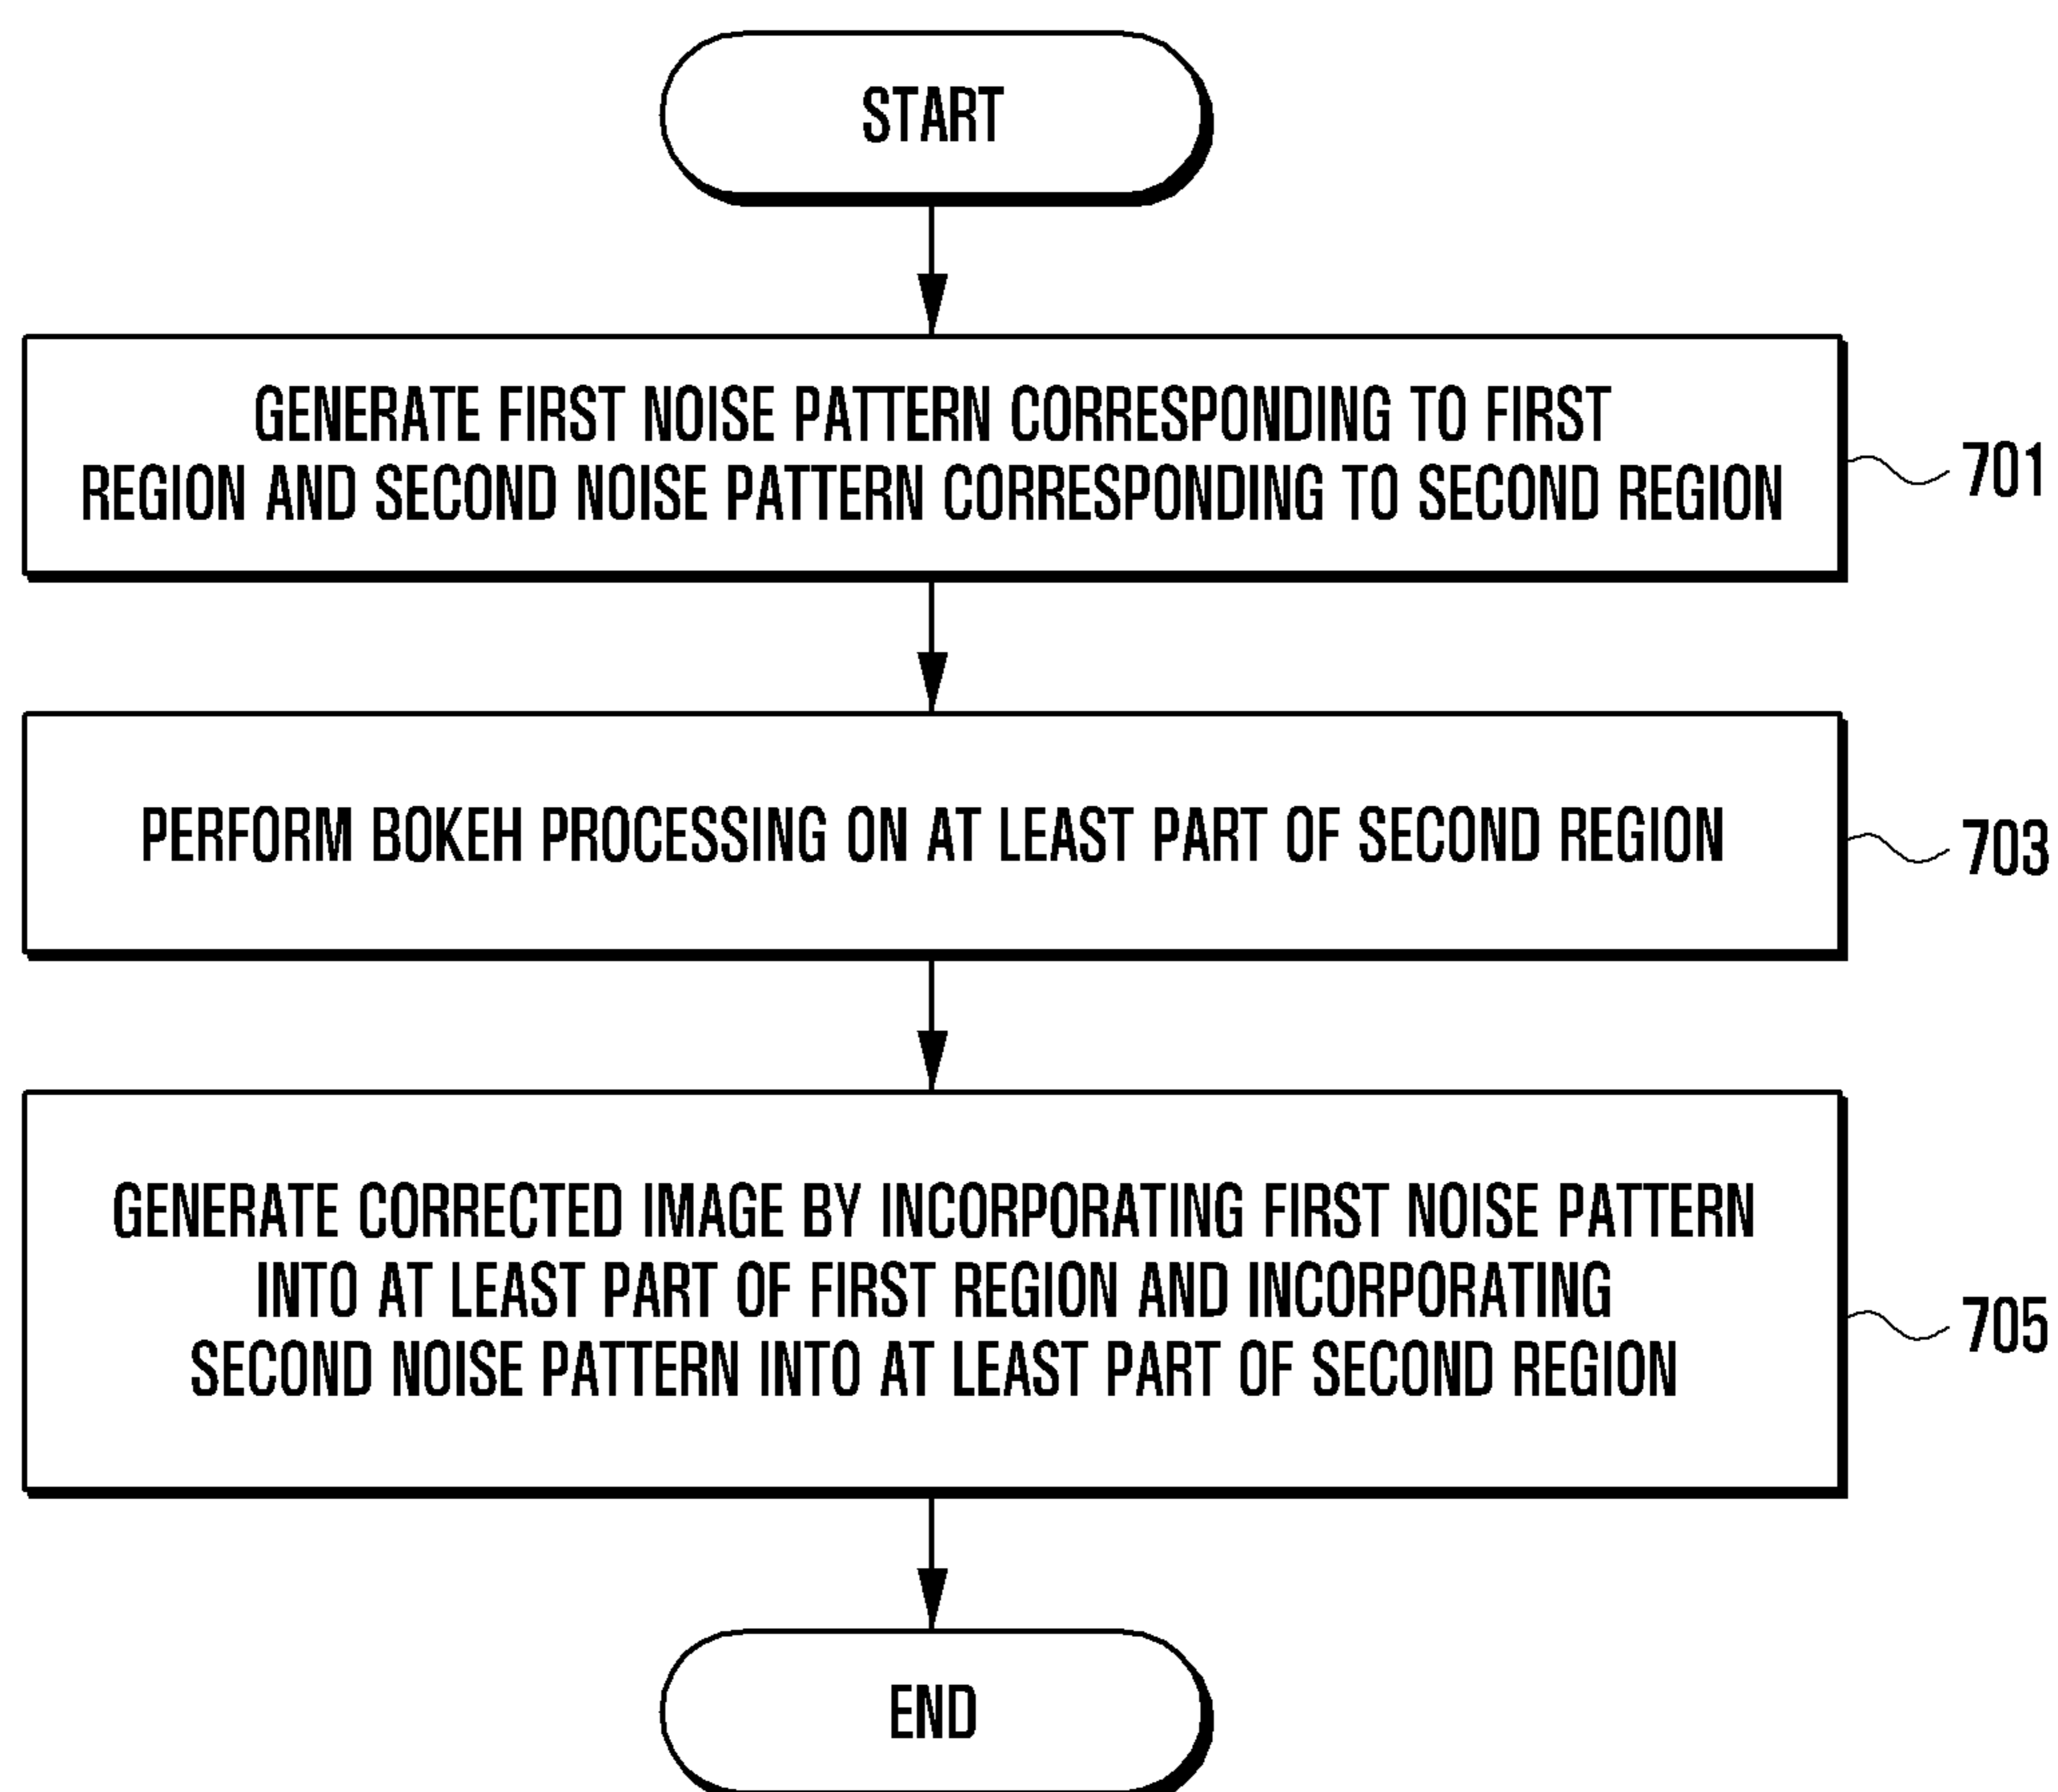 START
GENERATE FIRST NOISE PATTERN CORRESPONDING TO FIRST
REGION AND SECOND NOISE PATTERN CORRESPONDING TO SECOND REGION
701
PERFORM BOKEH PROCESSING ON AT LEAST PART OF SECOND REGION
703
GENERATE CORRECTED IMAGE BY INCORPORATING FIRST NOISE PATTERN
INTO AT LEAST PART OF FIRST REGION AND INCORPORATING
SECOND NOISE PATTERN INTO AT LEAST PART OF SECOND REGION
705
END